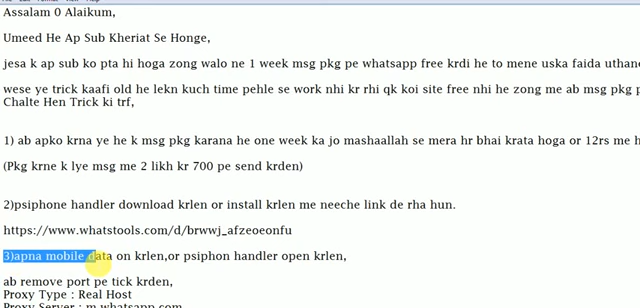 Assalam 0 Alaikum,
Umeed He Ap Sub Kheriat Se Honge,
jesa k ap sub ko pta hi hoga zong walo ne 1 week msg pkg pe whatsapp free krdi he to mene uska faida
wese ye trick kaafi old he lekn kuch time pehle se work nhi kr rhi qk koi site free nhi he zong me ab msg pkg
Chalte Hen Trick ki trf,
1) ab apko krna ye he k msg pkg karana he one week ka jo mashaallah se mera hr bhai krata hoga or 12rs me
(Pkg krne k lye msg me 2 likh kr 700 pe send krden)
2)psiphone handler download krlen or install krlen me neeche link de rha hun.
https://www.whatstools.com/d/brwwj_afzeoeonfu
3)apna mobile data on krlen,or psiphon handler open krlen,
ab remove port pe tick krden,
Proxy Type : Real Host
Proxy Server : m.whatsapp.com